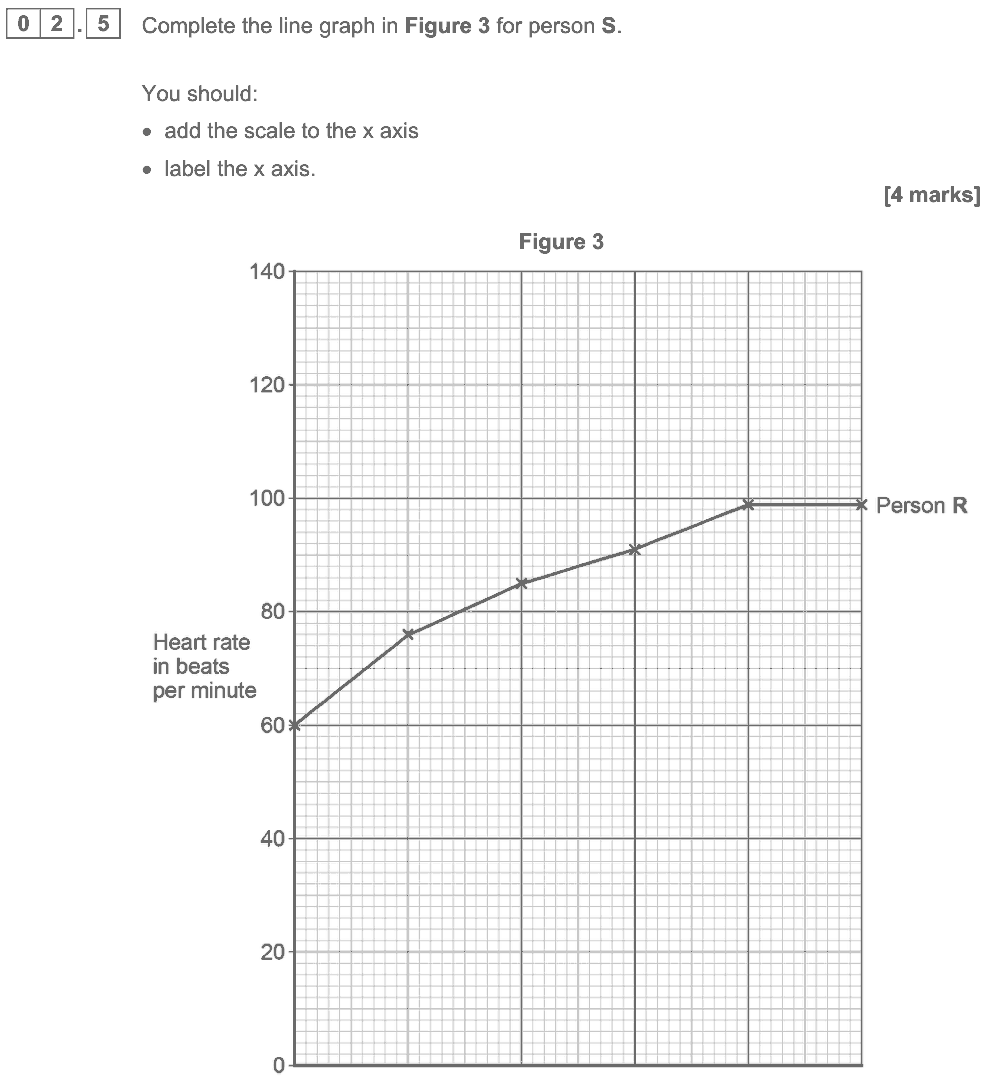 0 2 . 5 Complete the line graph in Figure 3 for person S.
You should:
• add the scale to the x axis
• label the x axis.
[4 marks]
Figure 3
140
120
100
Person R
80
Heart rate
in beats
per minute
60
40
20
0